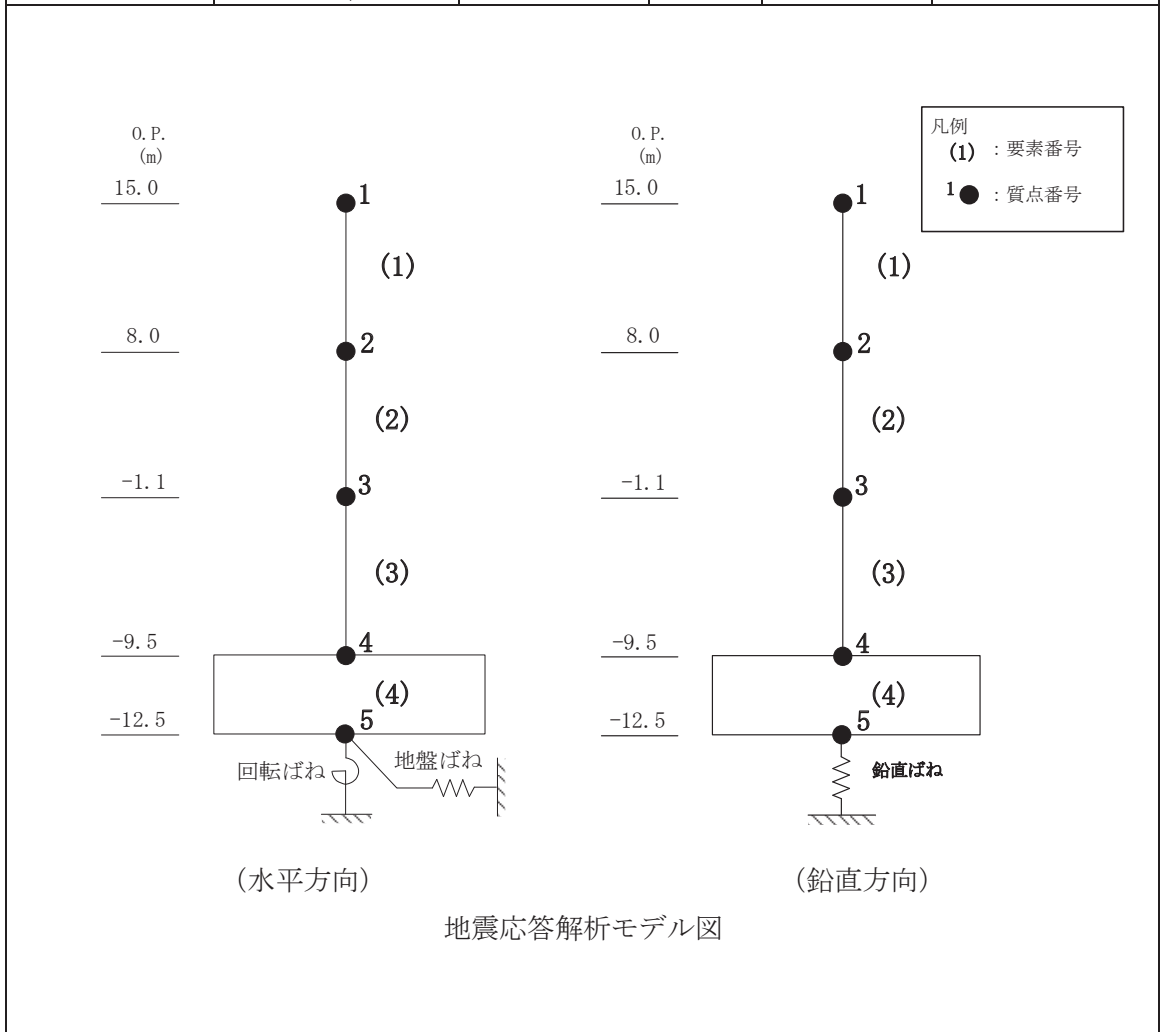 O.P.
(m)
15.0
1
(1)
8.0
2
(2)
-1.1
3
(3)
-9.5
4
(4)
-12.5
5
回転ばね
地盤ばね
(水平方向)
O.P.
(m)
15.0
1
(1)
8.0
2
(2)
-1.1
3
(3)
-9.5
4
(4)
-12.5
5
鉛直ばね
(鉛直方向)
凡例
(1) : 要素番号
1 ● : 質点番号
地震応答解析モデル図